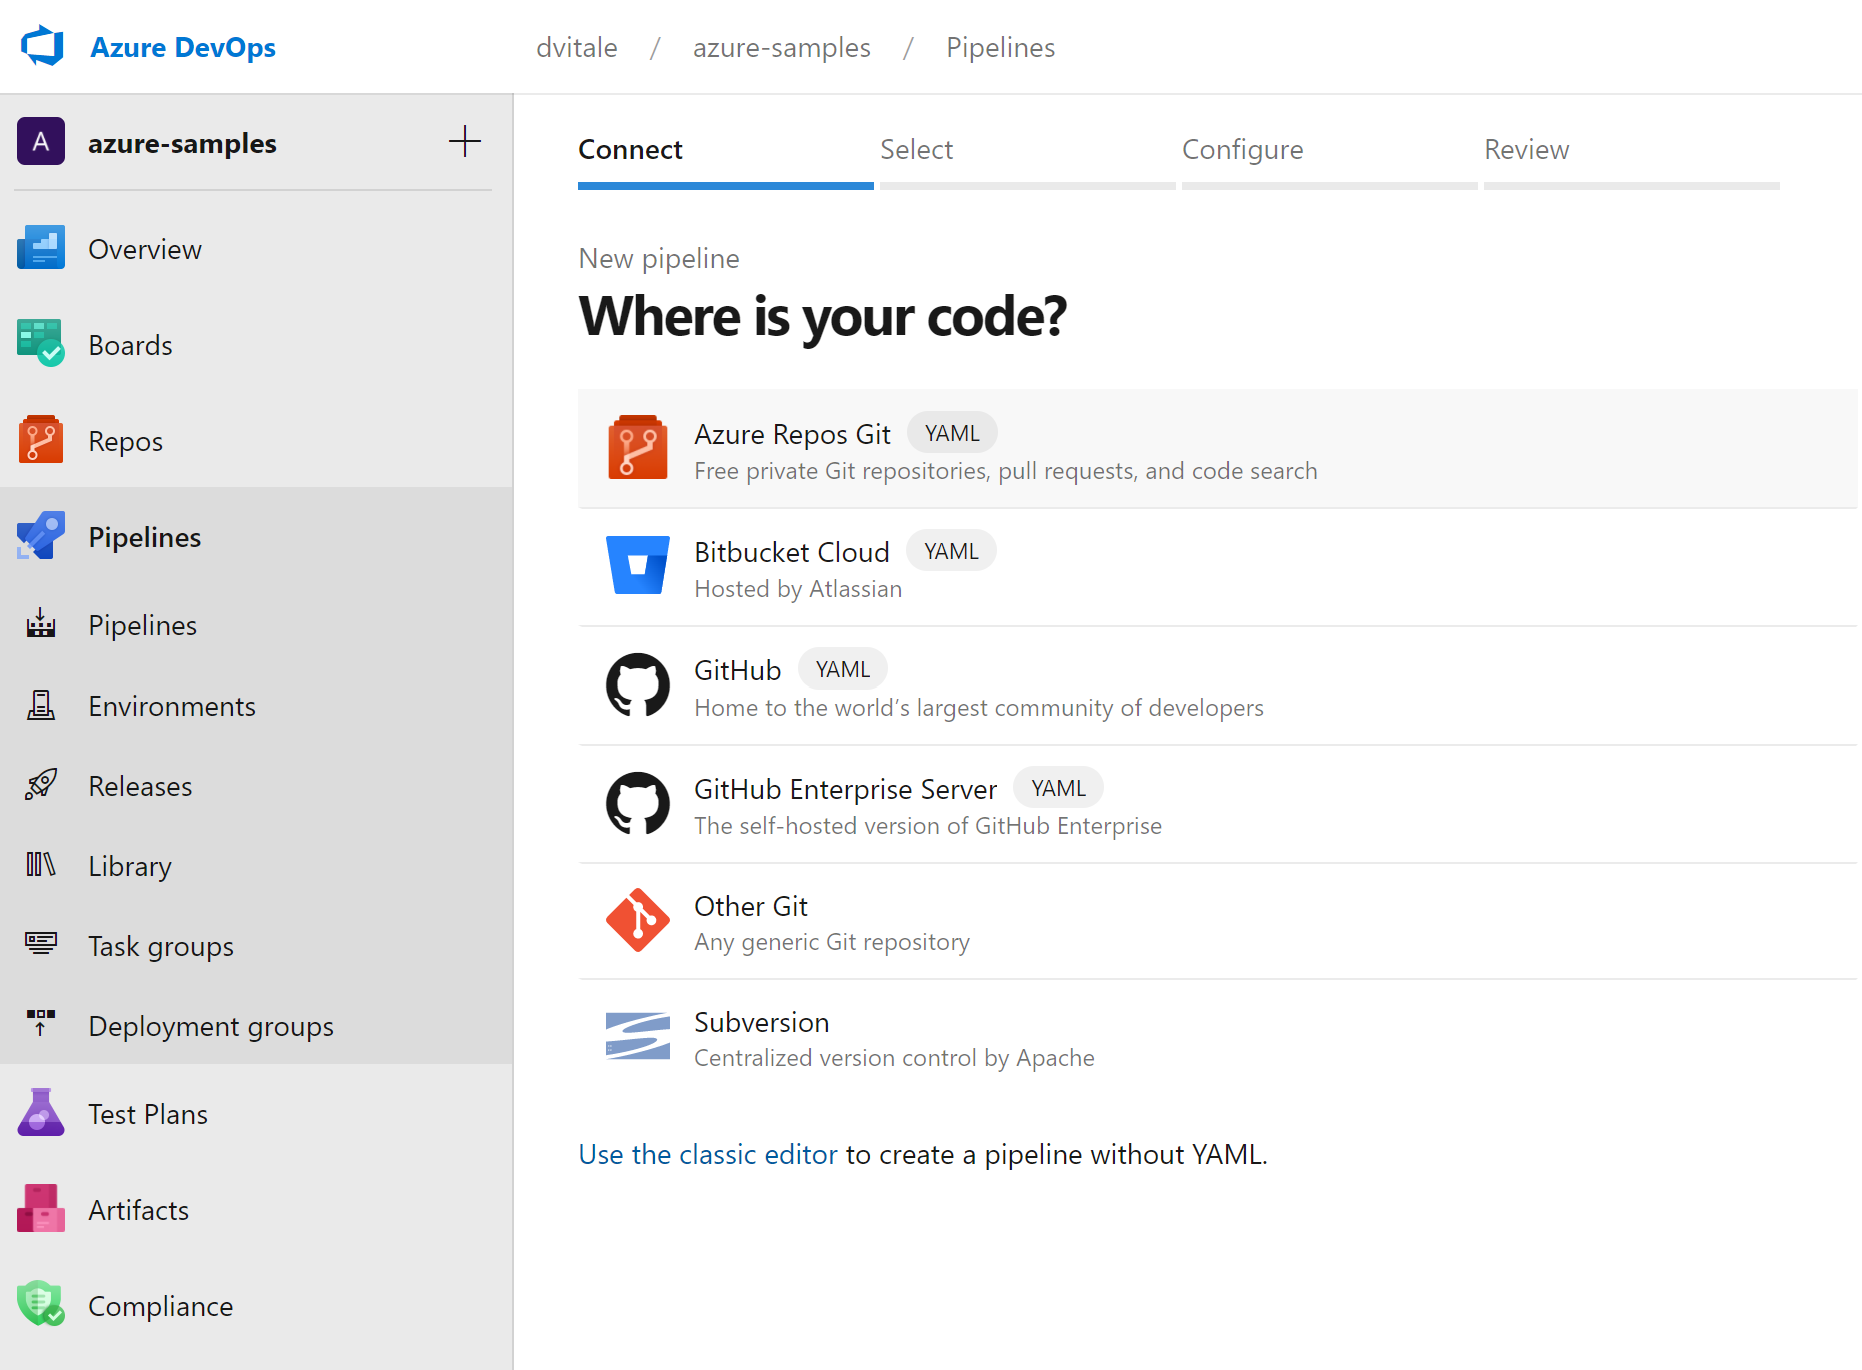 Azure DevOps
dvitale / azure-samples / Pipelines
A azure-samples
Overview
Boards
Repos
Pipelines
Pipelines
Environments
Releases
Library
Task groups
Deployment groups
Test Plans
Artifacts
Compliance
Connect Select Configure Review
New pipeline
Where is your code?
Azure Repos Git YAML
Free private Git repositories, pull requests, and code search
Bitbucket Cloud YAML
Hosted by Atlassian
GitHub YAML
Home to the world’s largest community of developers
GitHub Enterprise Server YAML
The self-hosted version of GitHub Enterprise
Other Git
Any generic Git repository
Subversion
Centralized version control by Apache
Use the classic editor to create a pipeline without YAML.